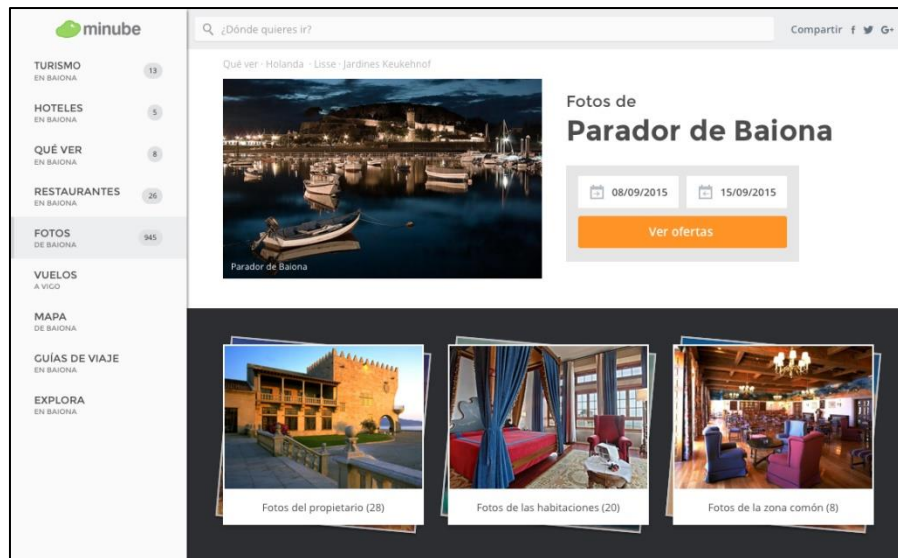 minube
¿Dónde quieres ir?
Compartir f G+
TURISMO
EN BAIONA
13
HOTELES
EN BAIONA
5
QUÉ VER
EN BAIONA
8
RESTAURANTES
EN BAIONA
26
FOTOS
DE BAIONA
945
VUELOS
A VIGO
MAPA
DE BAIONA
GUÍAS DE VIAJE
EN BAIONA
EXPLORA
EN BAIONA
Qué ver · Holanda · Lisse · Jardines Keukehnof
Parador de Baiona
Fotos de
Parador de Baiona
08/09/2015
15/09/2015
Ver ofertas
Fotos del propietario (28)
Fotos de las habitaciones (20)
Fotos de la zona común (8)